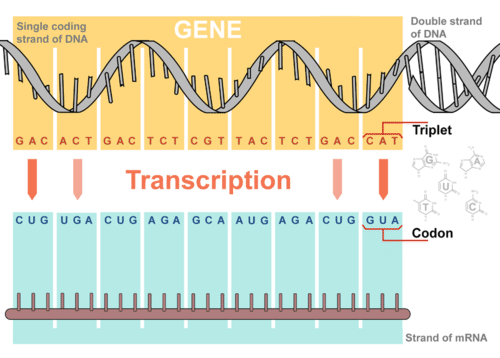 Single coding
strand of DNA
GENE
Double strand
of DNA
GAC ACT GAC TCT CGT TAC TCT GAC CAT
Triplet
Transcription
G A
U
T C
CUG UGA CUG AGA GCA AUG AGA CUG GUA
Codon
Strand of mRNA